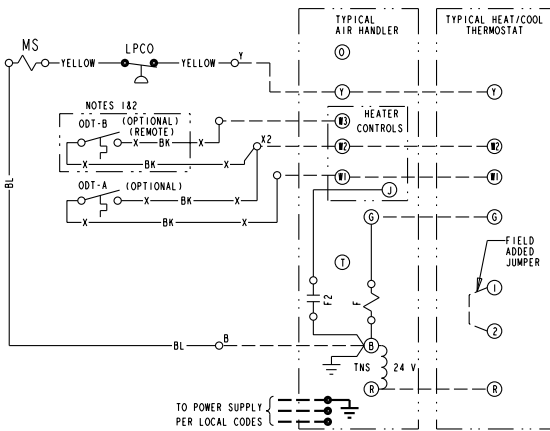 TYPICAL
AIR HANDLER
TYPICAL HEAT/COOL
THERMOSTAT
MS
LPCO
O
YELLOW
YELLOW
Y
Y
Y
NOTES 1&2
ODT-B
(OPTIONAL)
(REMOTE)
HEATER
CONTROLS
W3
X
BK
X
X2
W2
W2
X
BK
X
ODT-A
(OPTIONAL)
W1
W1
J
X
BK
X
BL
X
BK
X
G
G
FIELD
ADDED
JUMPER
T
1
F2
F
2
BL
B
B
TNS
24 V
R
R
TO POWER SUPPLY
PER LOCAL CODES